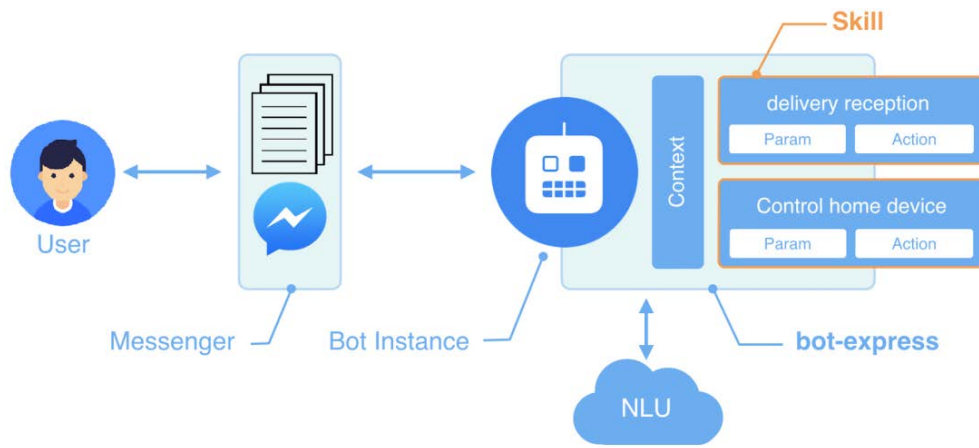 Skill
delivery reception
Param Action
Context
Control home device
Param Action
User
Messenger
Bot Instance
bot-express
NLU